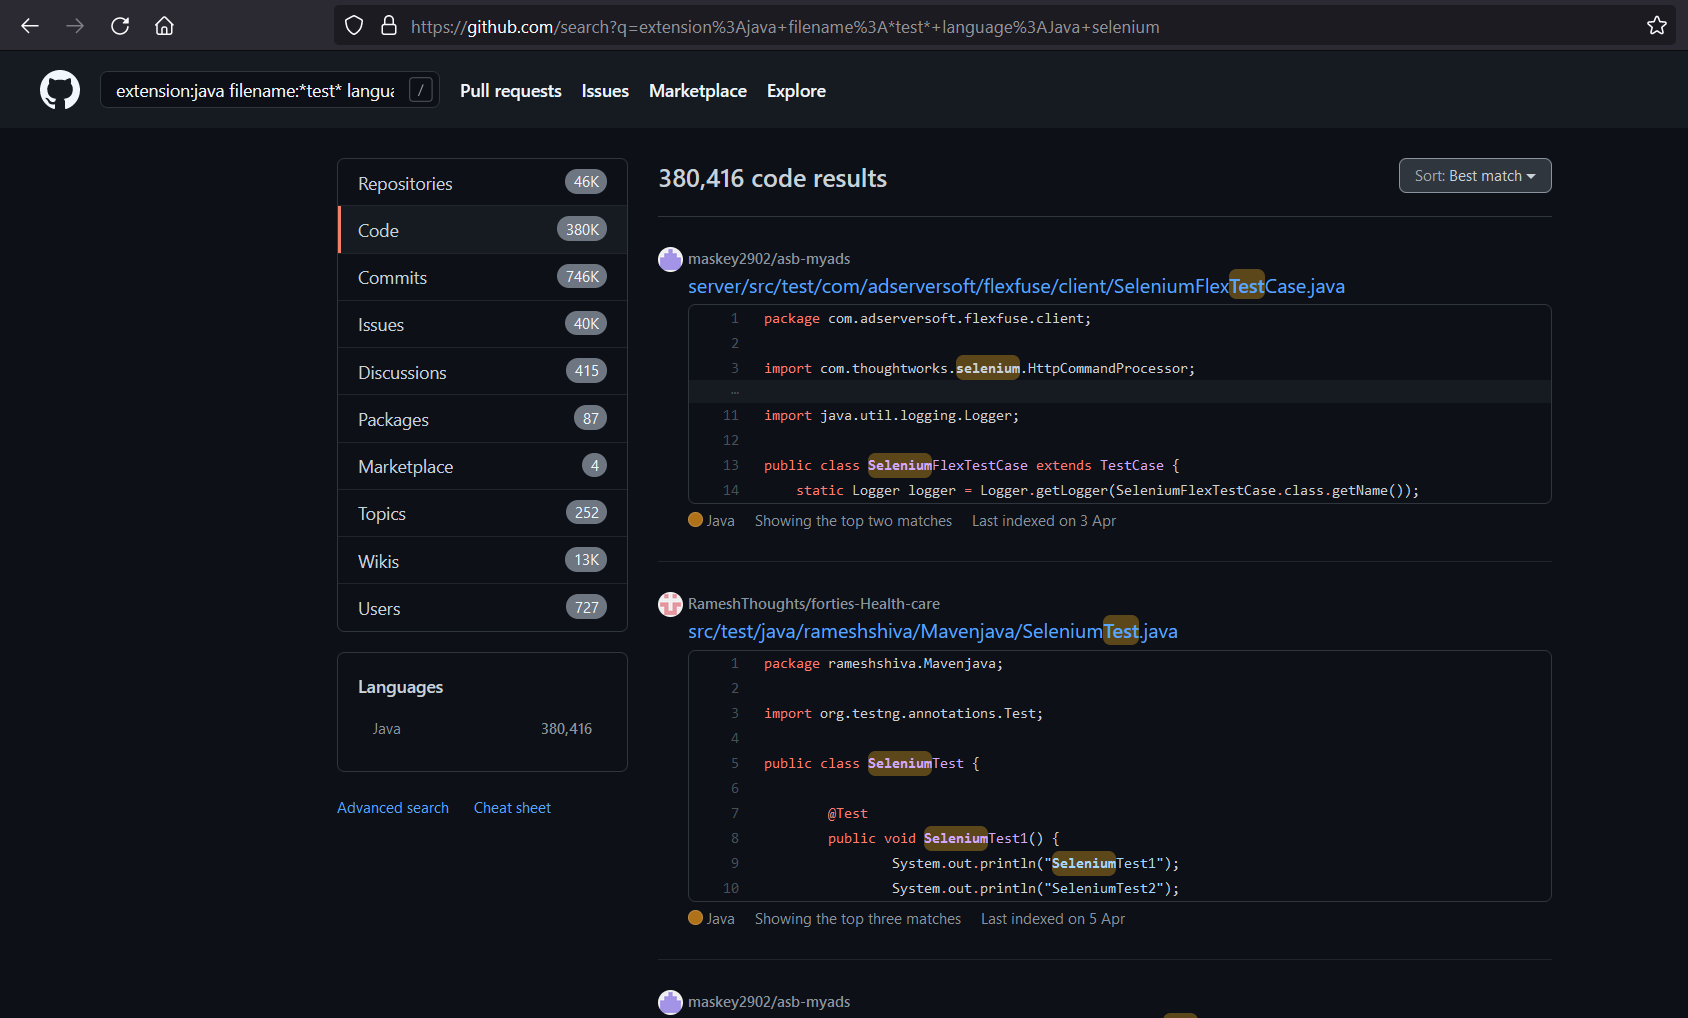 https://github.com/search?q=extension%3Ajava+filename%3A*test*+language%3AJava+selenium
extension:java filename:*test* langua /
Pull requests Issues Marketplace Explore
Repositories 46K
Code 380K
Commits 746K
Issues 40K
Discussions 415
Packages 87
Marketplace 4
Topics 252
Wikis 13K
Users 727
Languages
Java 380,416
Advanced search Cheat sheet
380,416 code results
Sort: Best match
maskey2902/asb-myads
server/src/test/com/adserversoft/flexfuse/client/SeleniumFlexTestCase.java
1 package com.adserversoft.flexfuse.client;
2
3 import com.thoughtworks.selenium.HttpCommandProcessor;
…
11 import java.util.logging.Logger;
12
13 public class SeleniumFlexTestCase extends TestCase {
14 static Logger logger = Logger.getLogger(SeleniumFlexTestCase.class.getName());
Java Showing the top two matches Last indexed on 3 Apr
RameshThoughts/forties-Health-care
src/test/java/rameshshiva/Mavenjava/SeleniumTest.java
1 package rameshshiva.Mavenjava;
2
3 import org.testng.annotations.Test;
4
5 public class SeleniumTest {
6
7 @Test
8 public void SeleniumTest1() {
9 System.out.println("SeleniumTest1");
10 System.out.println("SeleniumTest2");
Java Showing the top three matches Last indexed on 5 Apr
maskey2902/asb-myads